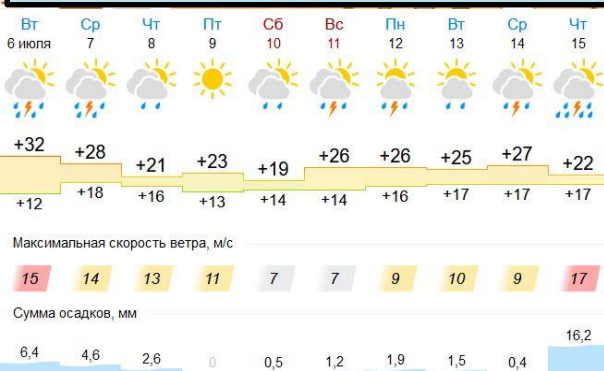 Вт Ср Чт Пт Сб Вс Пн Вт Ср Чт
6 июля 7 8 9 10 11 12 13 14 15
+32 +28 +21 +23 +19 +26 +26 +25 +27 +22
+12 +18 +16 +13 +14 +14 +16 +17 +17 +17
Максимальная скорость ветра, м/с
15 14 13 11 7 7 9 10 9 17
Сумма осадков, мм
6,4 4,6 2,6 0 0,5 1,2 1,9 1,5 0,4 16,2